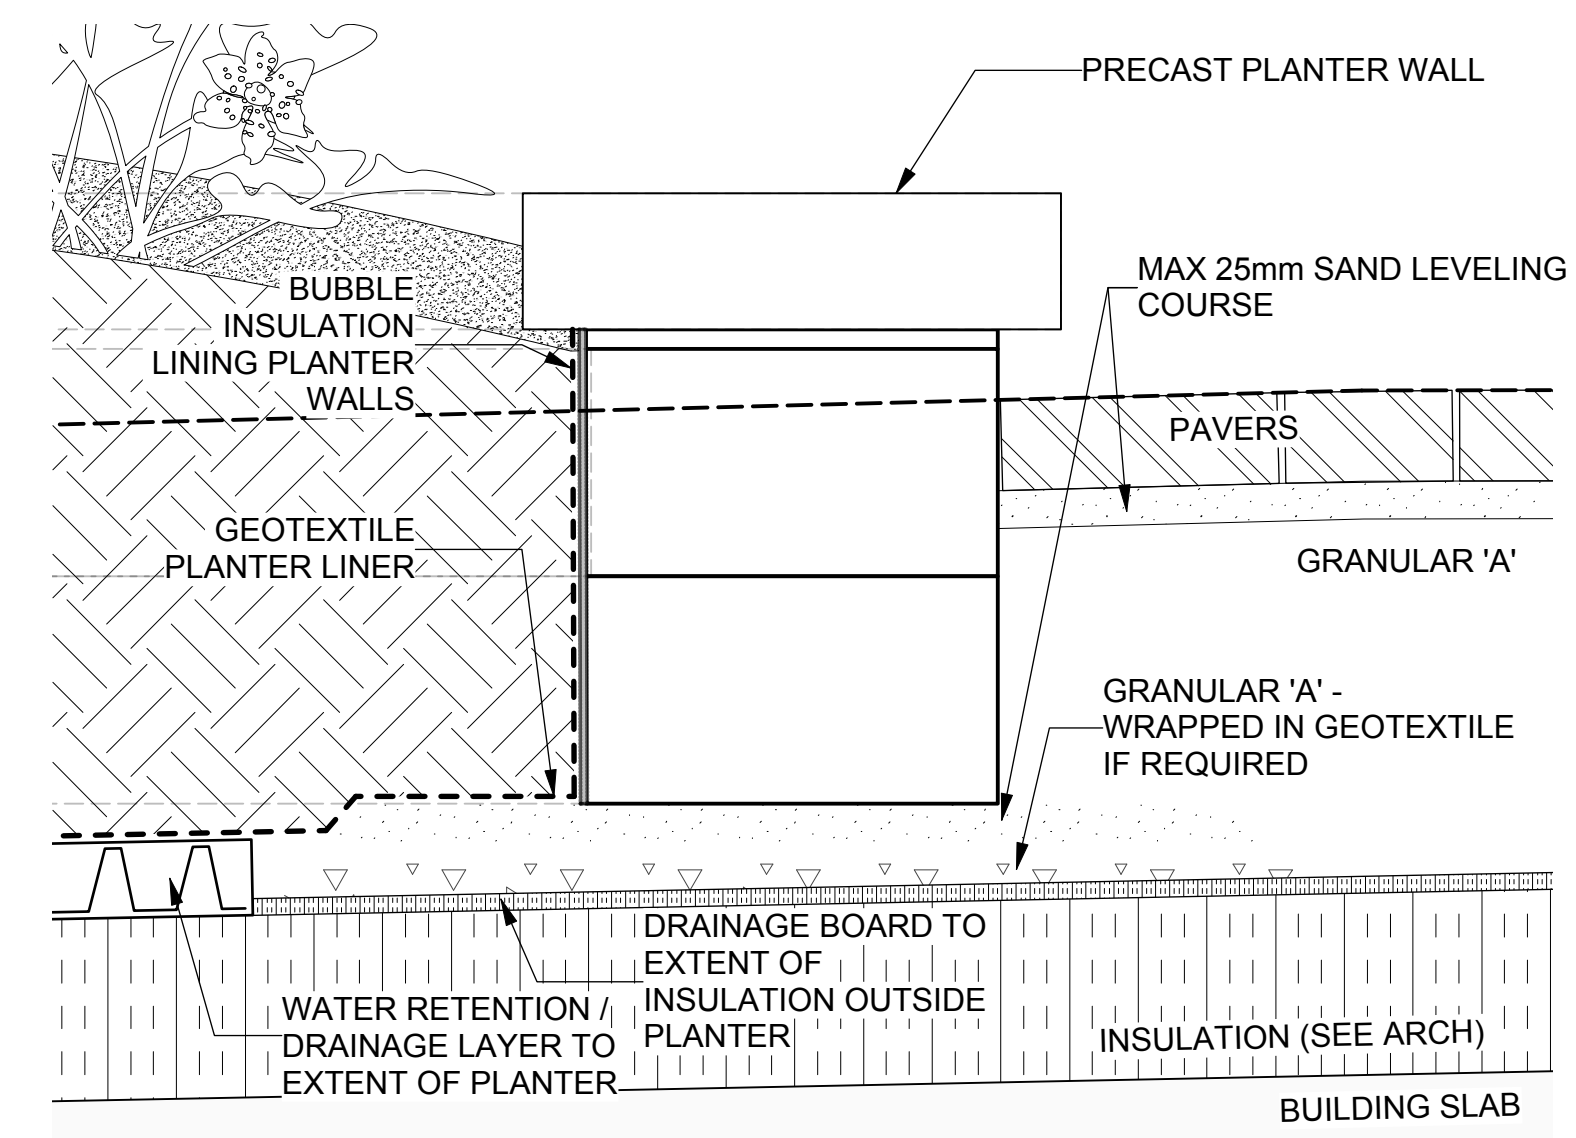 PRECAST PLANTER WALL
MAX 25mm SAND LEVELING
COURSE
BUBBLE
INSULATION
LINING PLANTER
WALLS
PAVERS
GEOTEXTILE
PLANTER LINER
GRANULAR 'A'
GRANULAR 'A' -
WRAPPED IN GEOTEXTILE
IF REQUIRED
DRAINAGE BOARD TO
EXTENT OF
INSULATION OUTSIDE
PLANTER
WATER RETENTION /
DRAINAGE LAYER TO
EXTENT OF PLANTER
INSULATION (SEE ARCH)
BUILDING SLAB